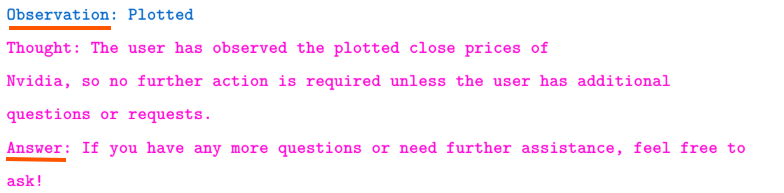 Observation: Plotted
Thought: The user has observed the plotted close prices of
Nvidia, so no further action is required unless the user has additional
questions or requests.
Answer: If you have any more questions or need further assistance, feel free to
ask!